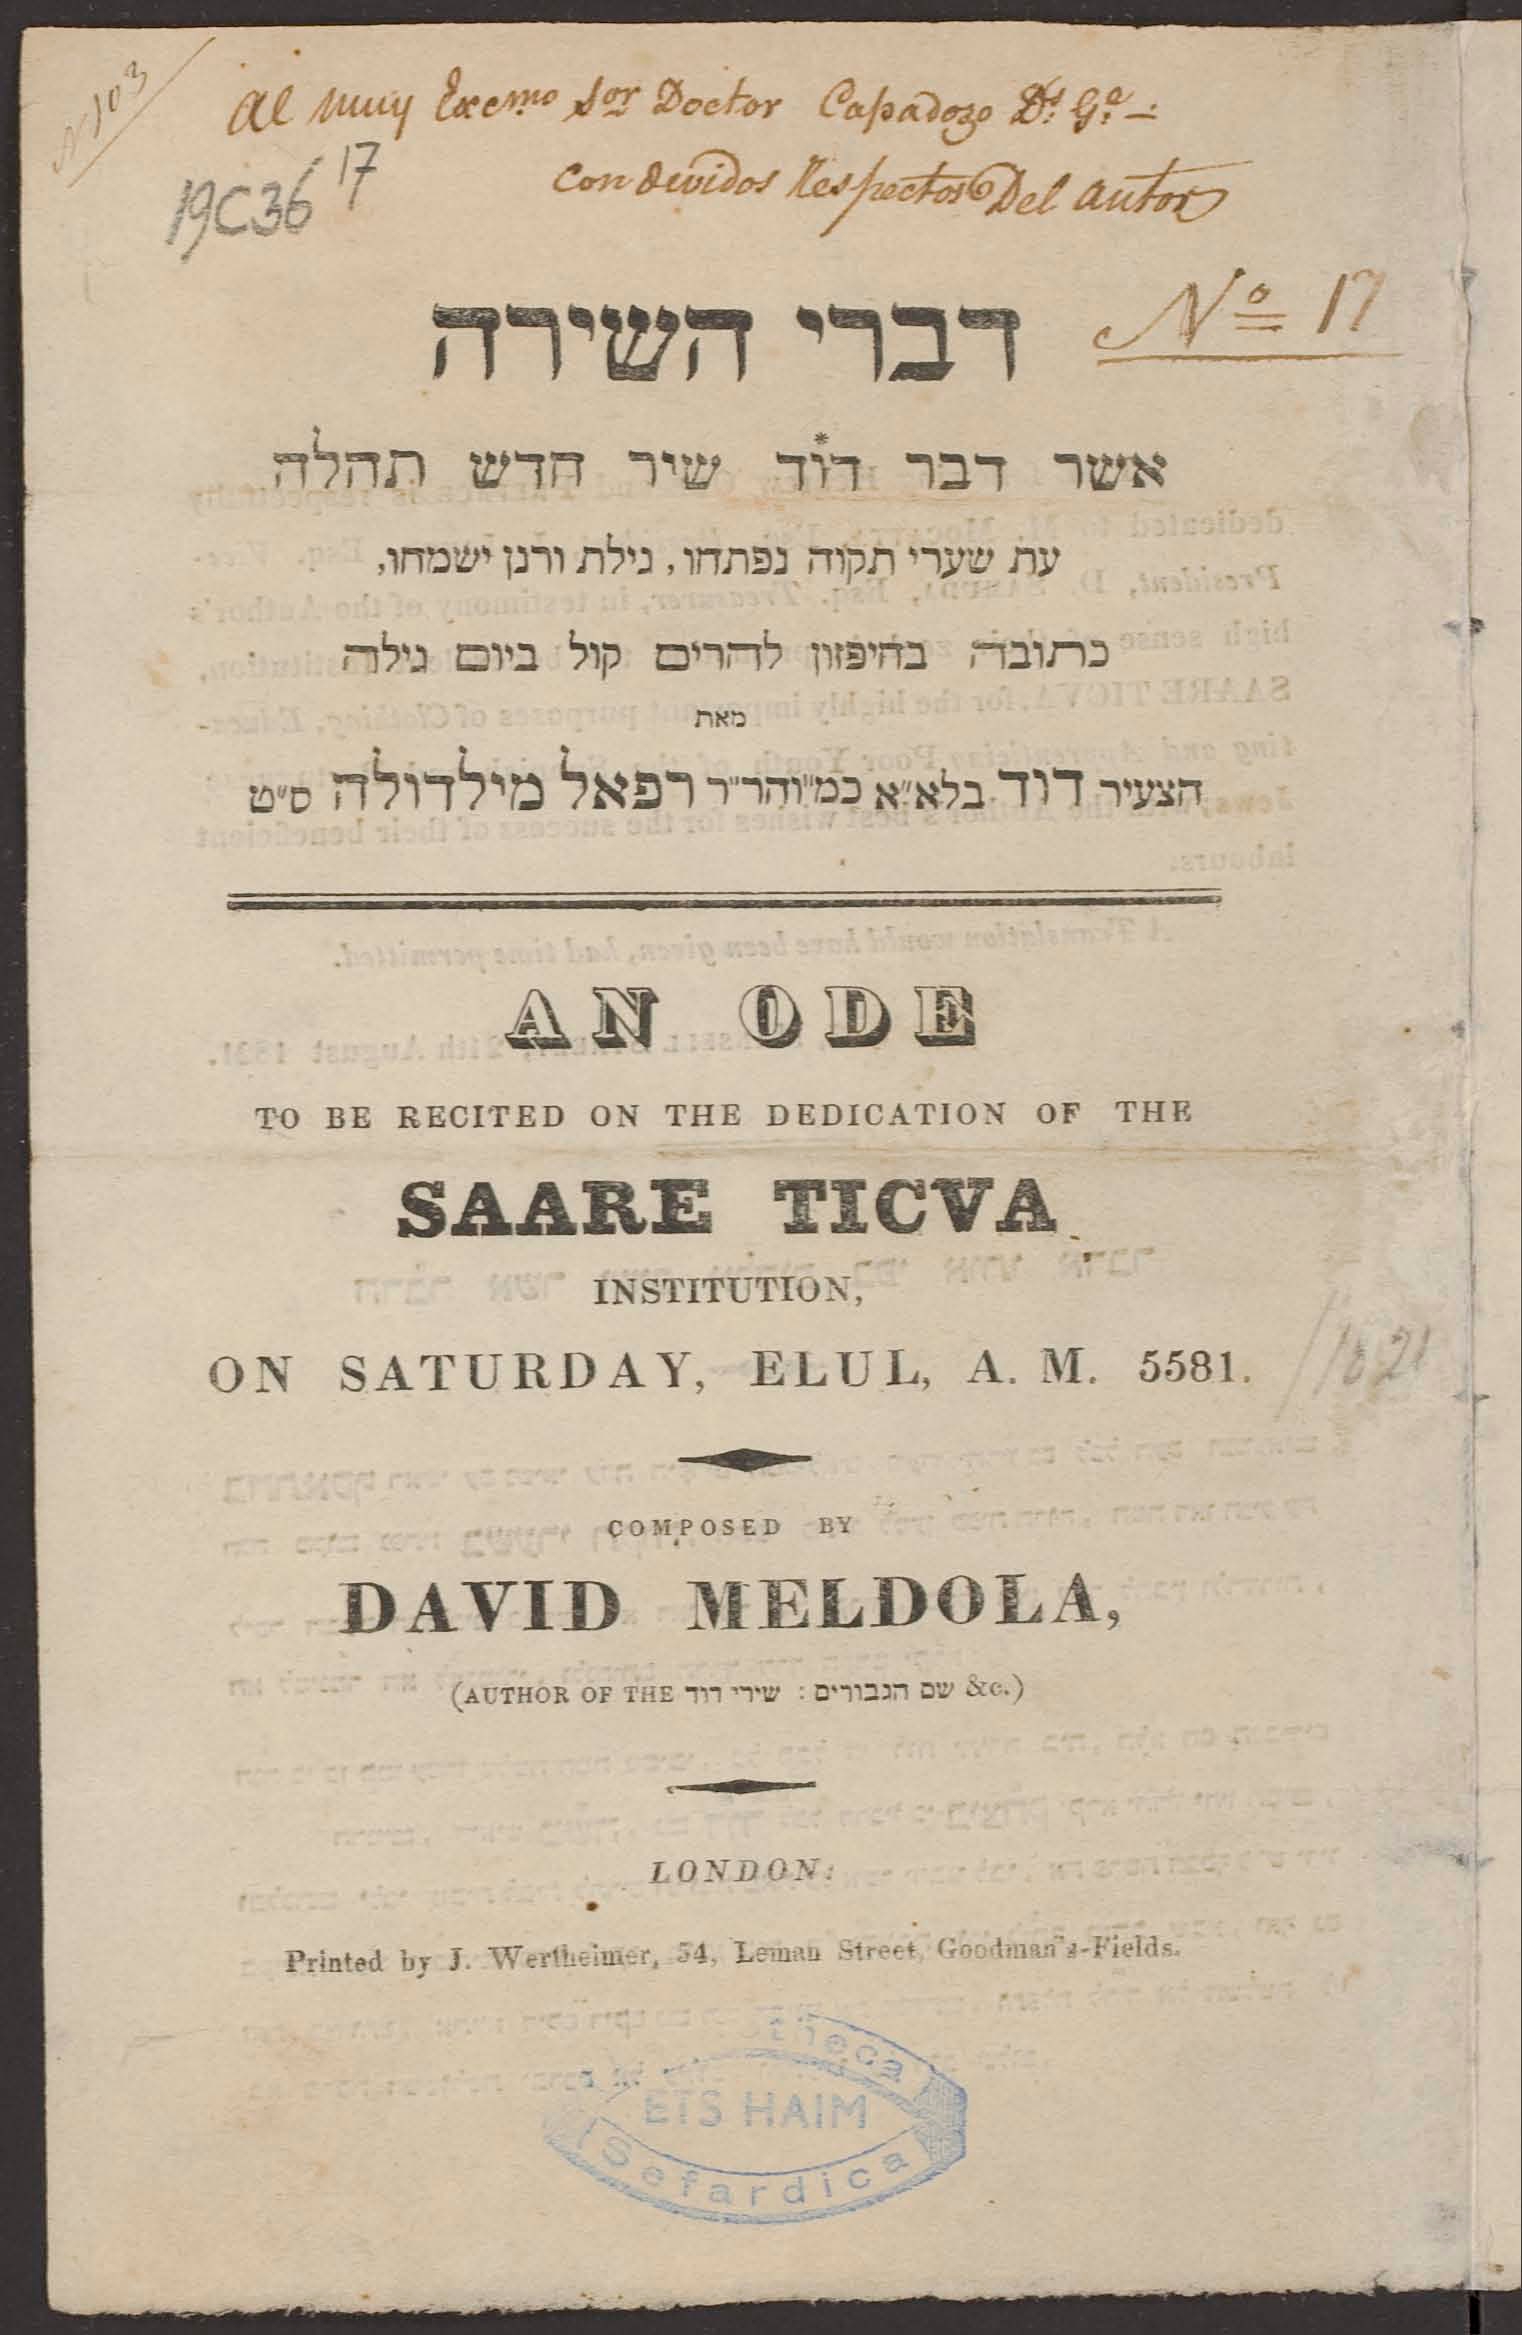 N 103
Al muy Excmo Sor Doctor Capadozo Ds. Ge.
con devidos Respectos Del autor
19C36 17
No 17
דברי השירה
אשר דבר דוֹד* שיר חדש תהלה
עת שערי תקוה נפתחו, גילת ורנן ישמחו,
כתובה בחיפזון להרים קול ביום גילה
מאת
הצעיר דוד בלא״א כמ״והר״ר רפאל מילדולה ס״ט
AN ODE
TO BE RECITED ON THE DEDICATION OF THE
SAARE TICVA
INSTITUTION,
ON SATURDAY, ELUL, A. M. 5581.
1821
COMPOSED BY
DAVID MELDOLA,
(AUTHOR OF THE שירי דוד : שם הגבורים &c.)
LONDON:
Printed by J. Wertheimer, 54, Leman Street, Goodman's-Fields.
ETS HAIM
Sefardica